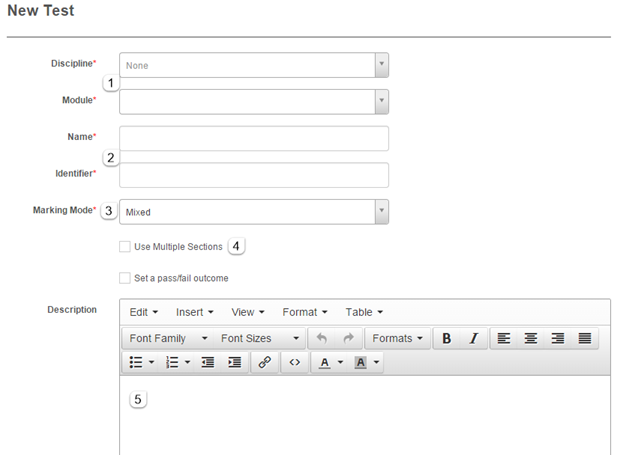 New Test
Discipline* None
1
Module*
Name*
2
Identifier*
Marking Mode* 3 Mixed
Use Multiple Sections 4
Set a pass/fail outcome
Description Edit Insert View Format Table
Font Family Font Sizes Formats B I
A A
5